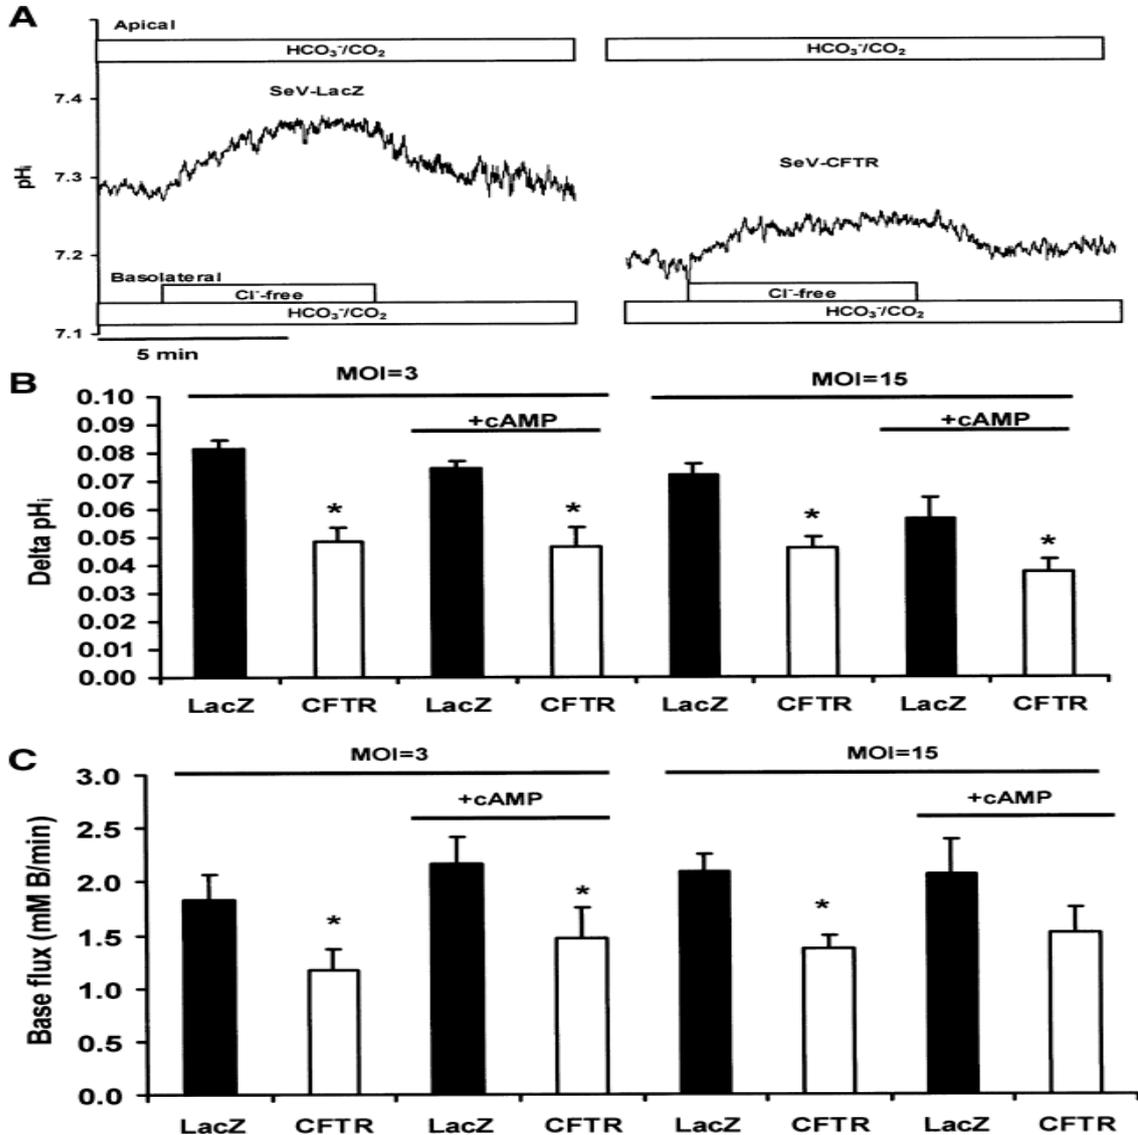 A
Apical
HCO₃⁻/CO₂
HCO₃⁻/CO₂
SeV-LacZ
7.4
pHᵢ
7.3
SeV-CFTR
7.2
Basolateral
Cl⁻-free
Cl⁻-free
HCO₃⁻/CO₂
HCO₃⁻/CO₂
7.1
5 min
B
MOI=3
MOI=15
+cAMP
+cAMP
0.10
0.09
0.08
0.07
0.06
0.05
0.04
0.03
0.02
0.01
0.00
Delta pHᵢ
*
*
*
*
LacZ CFTR LacZ CFTR LacZ CFTR LacZ CFTR
C
MOI=3
MOI=15
+cAMP
+cAMP
3.0
2.5
2.0
1.5
1.0
0.5
0.0
Base flux (mM B/min)
*
*
*
LacZ CFTR LacZ CFTR LacZ CFTR LacZ CFTR